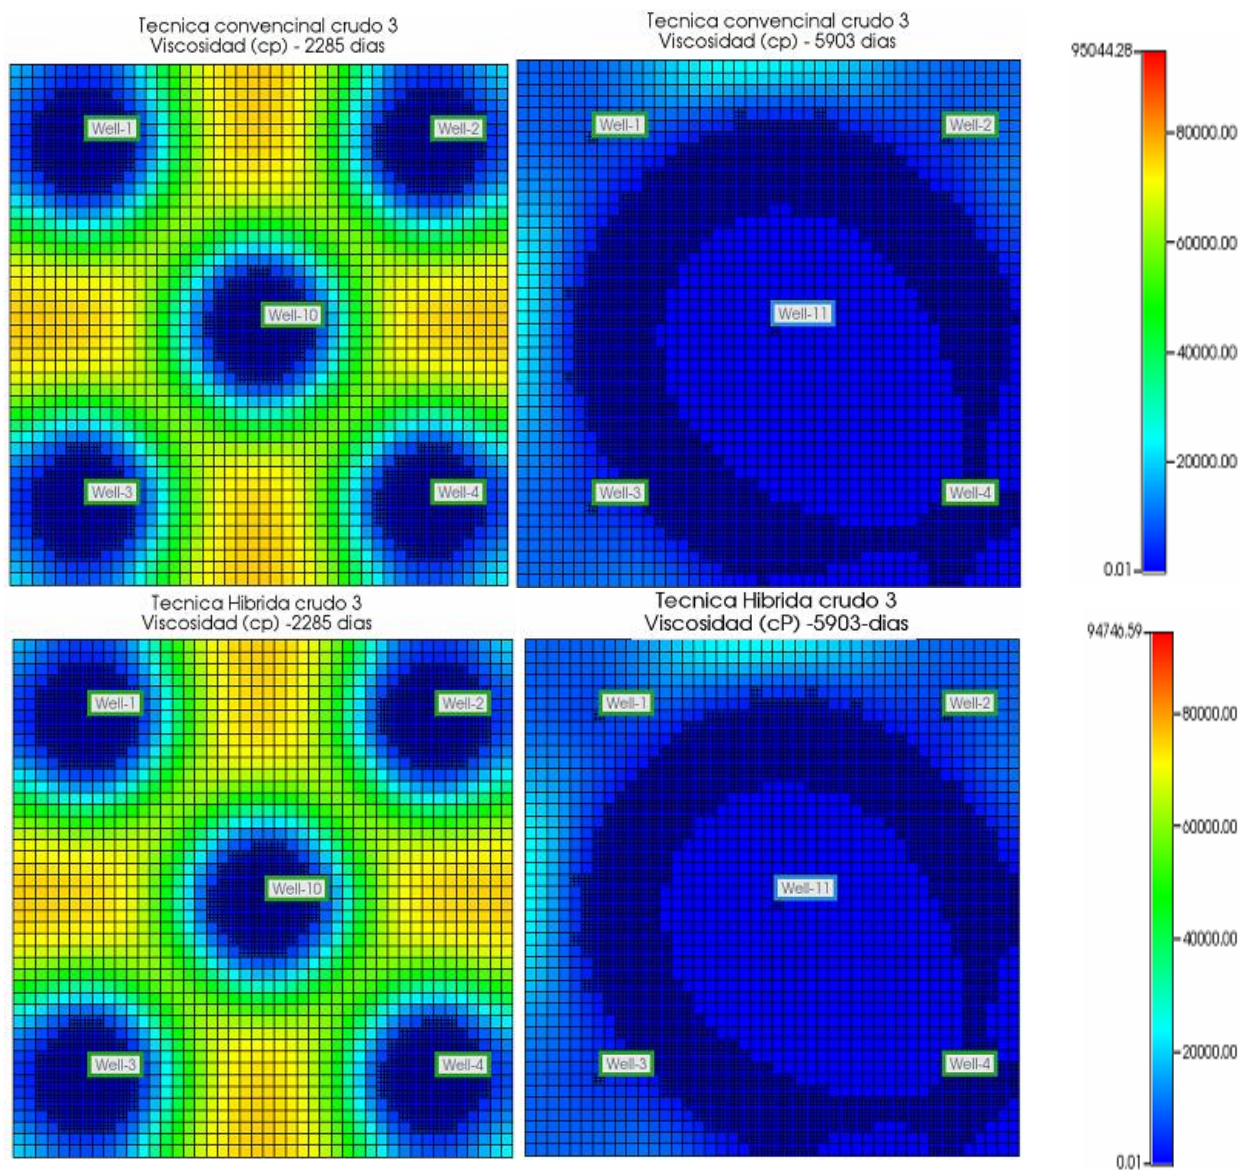 Tecnica convencinal crudo 3
Viscosidad (cp) - 2285 dias
Well-1
Well-2
Well-10
Well-3
Well-4
Tecnica convencinal crudo 3
Viscosidad (cp) - 5903 dias
Well-1
Well-2
Well-11
Well-3
Well-4
95044.28
80000.00
60000.00
40000.00
20000.00
0.01
Tecnica Hibrida crudo 3
Viscosidad (cp) -2285 dias
Well-1
Well-2
Well-10
Well-3
Well-4
Tecnica Hibrida crudo 3
Viscosidad (cP) -5903-dias
Well-1
Well-2
Well-11
Well-3
Well-4
94746.59
80000.00
60000.00
40000.00
20000.00
0.01